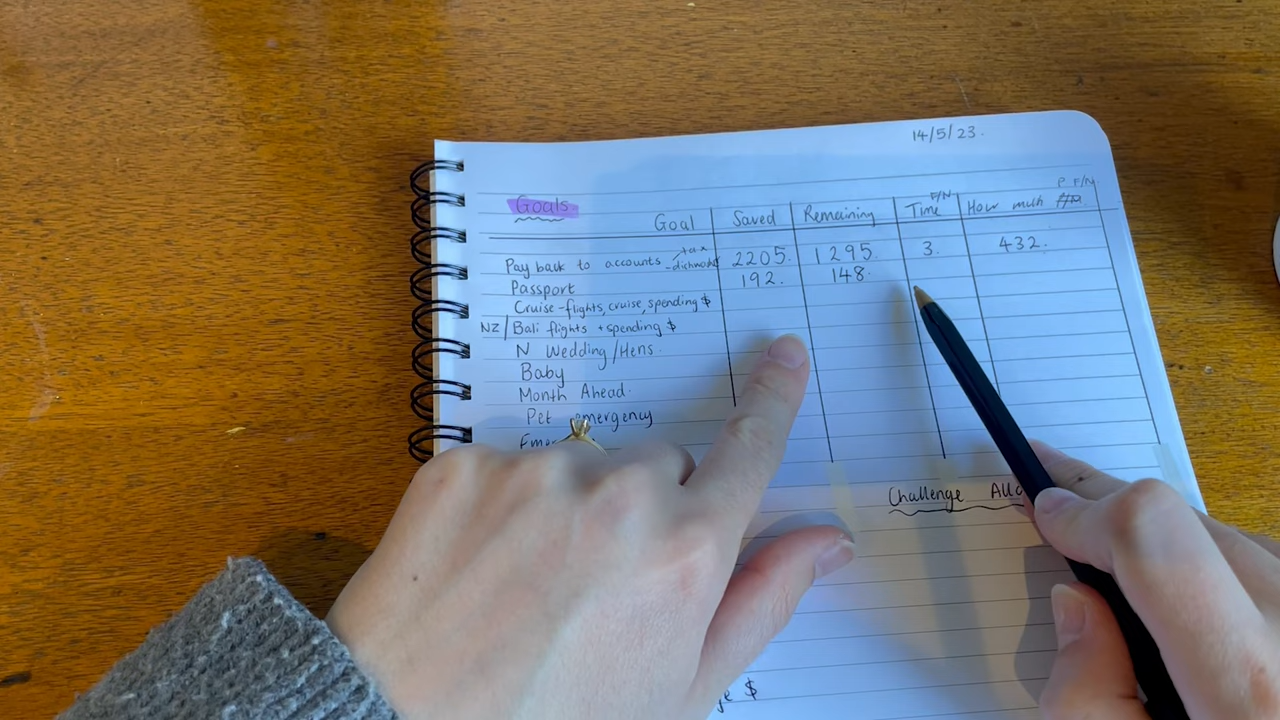 14/5/23.
Goals
Goal Saved Remaining Time F/N How much P F/N
Pay back to accounts - tax - dishwasher 2205. 1295. 3. 432.
Passport 192. 148.
Cruise - flights, cruise, spending $
NZ / Bali flights + spending $
N Wedding / Hens.
Baby
Month Ahead.
Pet emergency
Challenge
$